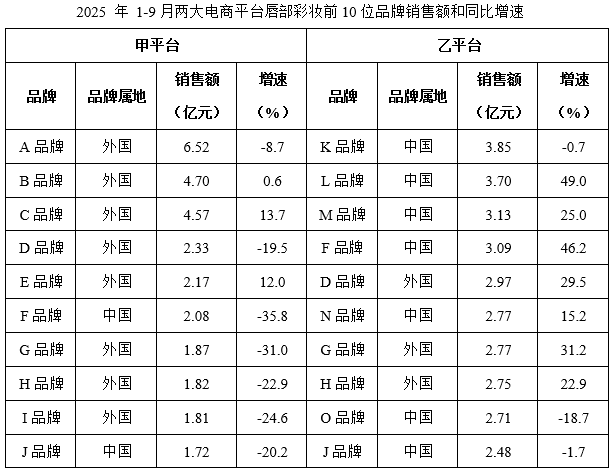 2025 年 1-9 月两大电商平台唇部彩妆前 10 位品牌销售额和同比增速
甲平台 乙平台
品牌 品牌属地 销售额（亿元） 增速（%） 品牌 品牌属地 销售额（亿元） 增速（%）
A 品牌 外国 6.52 -8.7 K 品牌 中国 3.85 -0.7
B 品牌 外国 4.70 0.6 L 品牌 中国 3.70 49.0
C 品牌 外国 4.57 13.7 M 品牌 中国 3.13 25.0
D 品牌 外国 2.33 -19.5 F 品牌 中国 3.09 46.2
E 品牌 外国 2.17 12.0 D 品牌 外国 2.97 29.5
F 品牌 中国 2.08 -35.8 N 品牌 中国 2.77 15.2
G 品牌 外国 1.87 -31.0 G 品牌 外国 2.77 31.2
H 品牌 外国 1.82 -22.9 H 品牌 外国 2.75 22.9
I 品牌 外国 1.81 -24.6 O 品牌 中国 2.71 -18.7
J 品牌 中国 1.72 -20.2 J 品牌 中国 2.48 -1.7